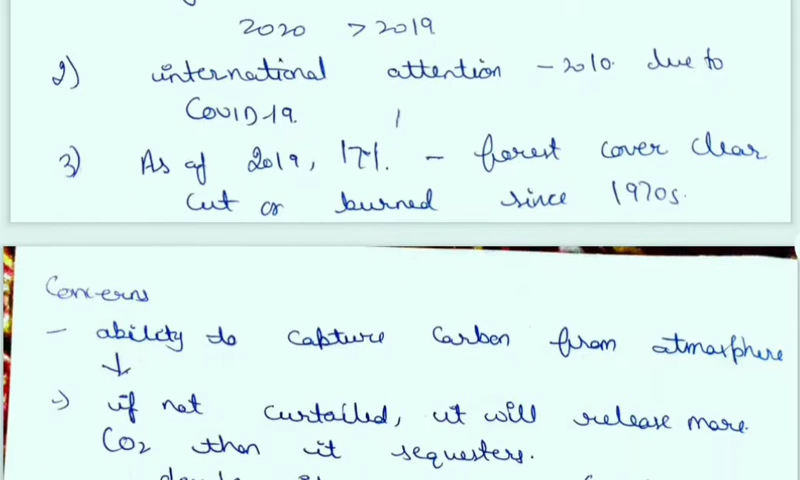 2020 > 2019
2) international attention - 2010. due to
COVID-19.
3) As of 2019, 17%. - forest cover clear
cut or burned since 1970s.
Concerns
- ability to capture carbon from atmosphere
↓
→ if not curtailed, it will release more
CO2 than it sequesters.